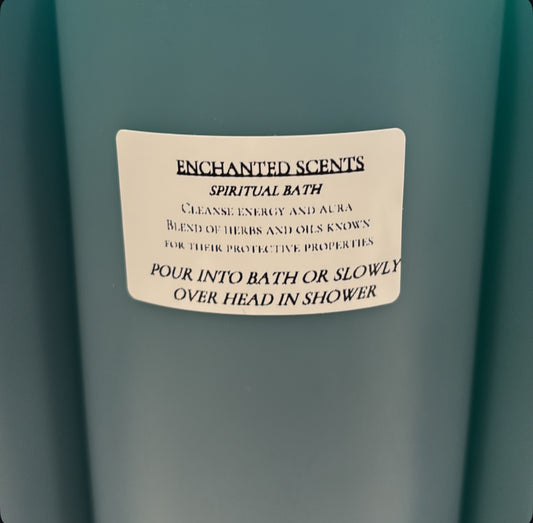 ENCHANTED SCENTS
SPIRITUAL BATH
CLEANSE ENERGY AND AURA
BLEND OF HERBS AND OILS KNOWN
FOR THEIR PROTECTIVE PROPERTIES
POUR INTO BATH OR SLOWLY
OVER HEAD IN SHOWER